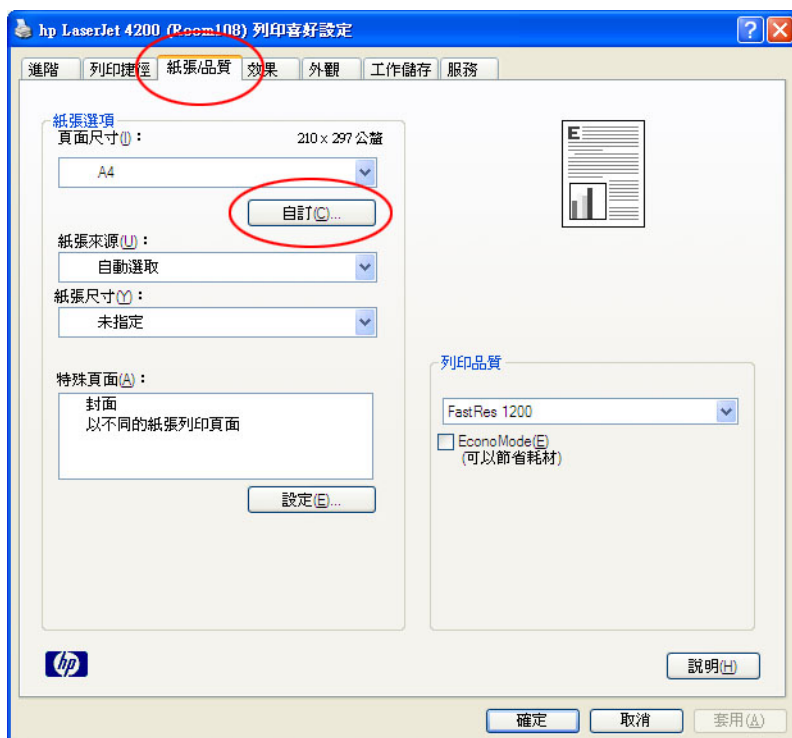 hp LaserJet 4200 (Room108) 列印喜好設定
進階 列印捷徑 紙張/品質 效果 外觀 工作儲存 服務
紙張選項
頁面尺寸(I)： 210 x 297 公釐
A4
自訂(C)...
紙張來源(U)：
自動選取
紙張尺寸(Y)：
未指定
特殊頁面(A)：
封面
以不同的紙張列印頁面
設定(E)...
E
列印品質
FastRes 1200
EconoMode(E)
(可以節省耗材)
hp
說明(H)
確定 取消 套用(A)